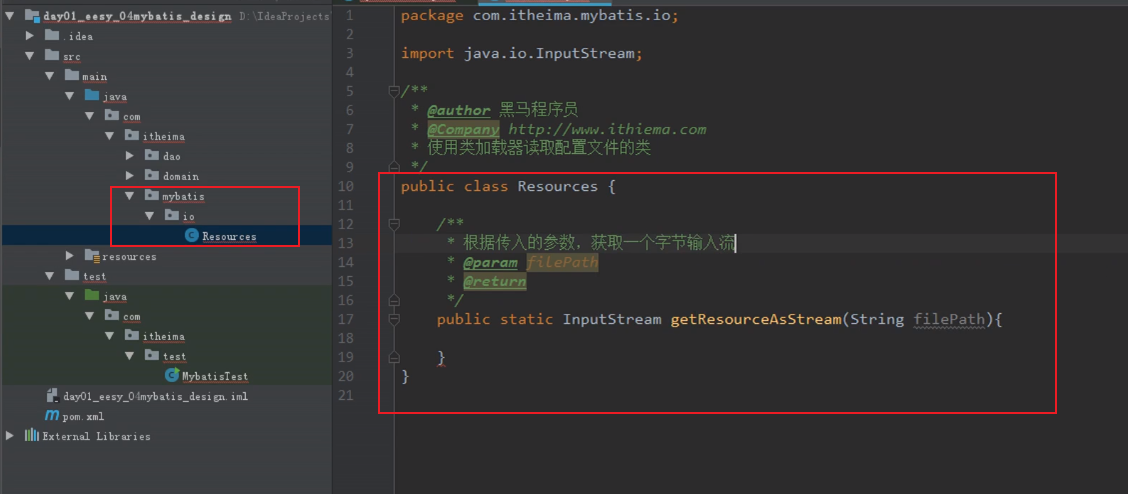 day01_eesy_04mybatis_design D:\IdeaProjects\
.idea
src
main
java
com
itheima
dao
domain
mybatis
io
Resources
resources
test
java
com
itheima
test
MybatisTest
day01_eesy_04mybatis_design.iml
pom.xml
External Libraries
1 package com.itheima.mybatis.io;
2
3 import java.io.InputStream;
4
5 /**
6 * @author 黑马程序员
7 * @Company http://www.ithiema.com
8 * 使用类加载器读取配置文件的类
9 */
10 public class Resources {
11
12 /**
13 * 根据传入的参数，获取一个字节输入流
14 * @param filePath
15 * @return
16 */
17 public static InputStream getResourceAsStream(String filePath){
18
19 }
20 }
21